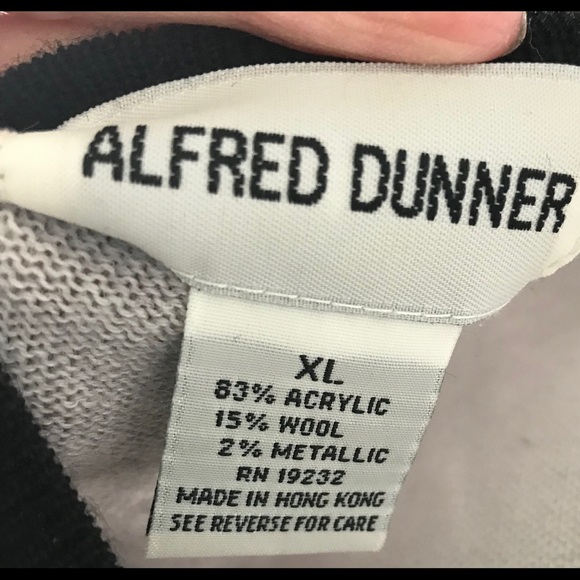 ALFRED DUNNER
XL
83% ACRYLIC
15% WOOL
2% METALLIC
RN 19232
MADE IN HONG KONG
SEE REVERSE FOR CARE